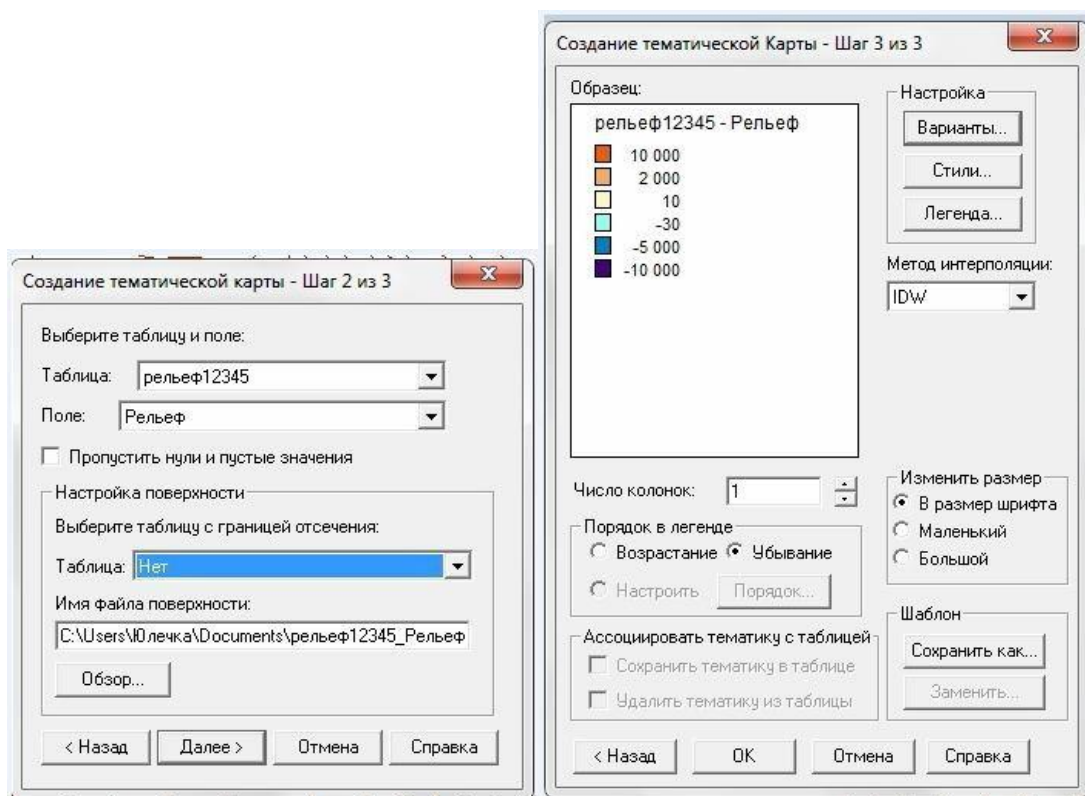 Создание тематической карты - Шаг 2 из 3
Выберите таблицу и поле:
Таблица: рельеф12345
Поле: Рельеф
Пропустить нули и пустые значения
Настройка поверхности
Выберите таблицу с границей отсечения:
Таблица: Нет
Имя файла поверхности:
C:\Users\Юлечка\Documents\рельеф12345_Рельеф
Обзор...
< Назад Далее > Отмена Справка
Создание тематической Карты - Шаг 3 из 3
Образец:
рельеф12345 - Рельеф
10 000
2 000
10
-30
-5 000
-10 000
Настройка
Варианты...
Стили...
Легенда...
Метод интерполяции:
IDW
Число колонок: 1
Порядок в легенде
Возрастание Убывание
Настроить Порядок...
Изменить размер
В размер шрифта
Маленький
Большой
Ассоциировать тематику с таблицей
Сохранить тематику в таблице
Удалить тематику из таблицы
Шаблон
Сохранить как...
Заменить...
< Назад OK Отмена Справка